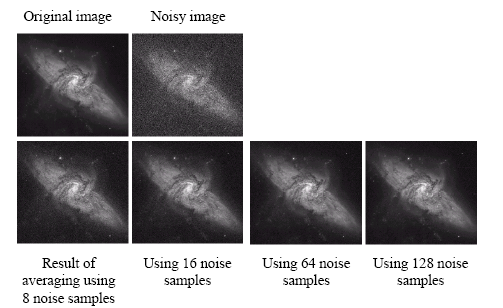 Original image
Noisy image
Result of
averaging using
8 noise samples
Using 16 noise
samples
Using 64 noise
samples
Using 128 noise
samples